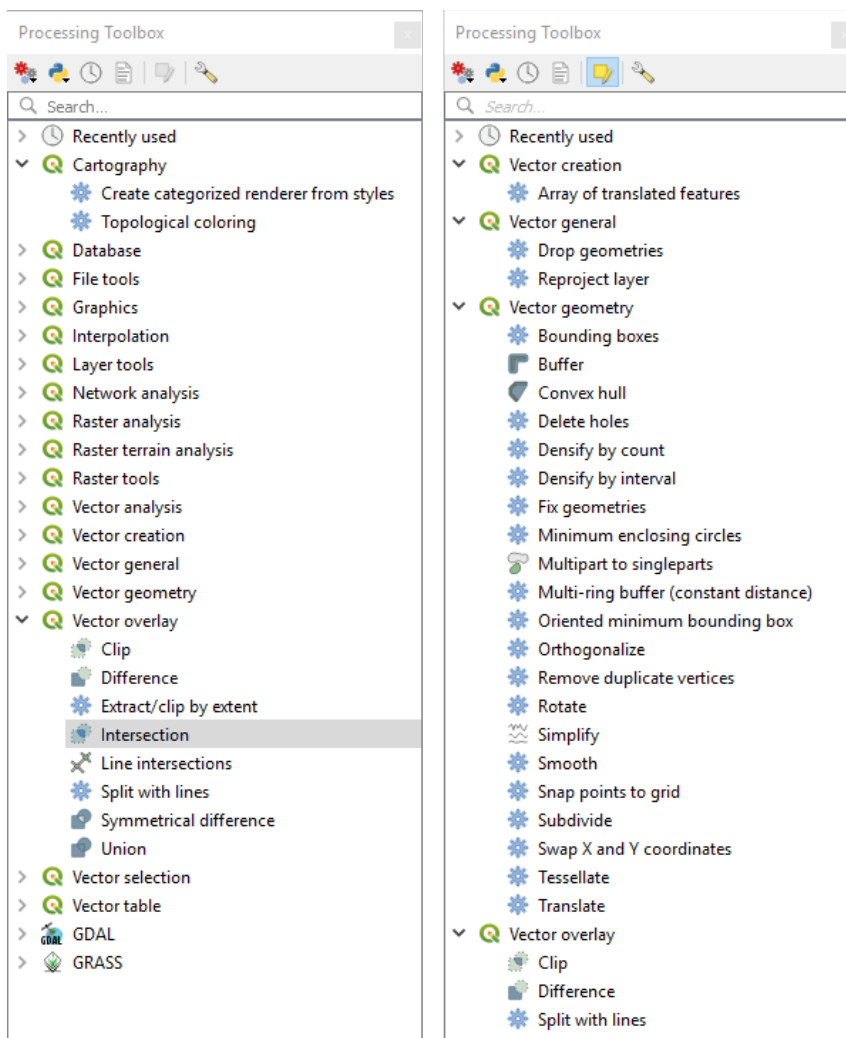 Processing Toolbox
Search...
Recently used
Cartography
Create categorized renderer from styles
Topological coloring
Database
File tools
Graphics
Interpolation
Layer tools
Network analysis
Raster analysis
Raster terrain analysis
Raster tools
Vector analysis
Vector creation
Vector general
Vector geometry
Vector overlay
Clip
Difference
Extract/clip by extent
Intersection
Line intersections
Split with lines
Symmetrical difference
Union
Vector selection
Vector table
GDAL GDAL
GRASS
Processing Toolbox
Search...
Recently used
Vector creation
Array of translated features
Vector general
Drop geometries
Reproject layer
Vector geometry
Bounding boxes
Buffer
Convex hull
Delete holes
Densify by count
Densify by interval
Fix geometries
Minimum enclosing circles
Multipart to singleparts
Multi-ring buffer (constant distance)
Oriented minimum bounding box
Orthogonalize
Remove duplicate vertices
Rotate
Simplify
Smooth
Snap points to grid
Subdivide
Swap X and Y coordinates
Tessellate
Translate
Vector overlay
Clip
Difference
Split with lines